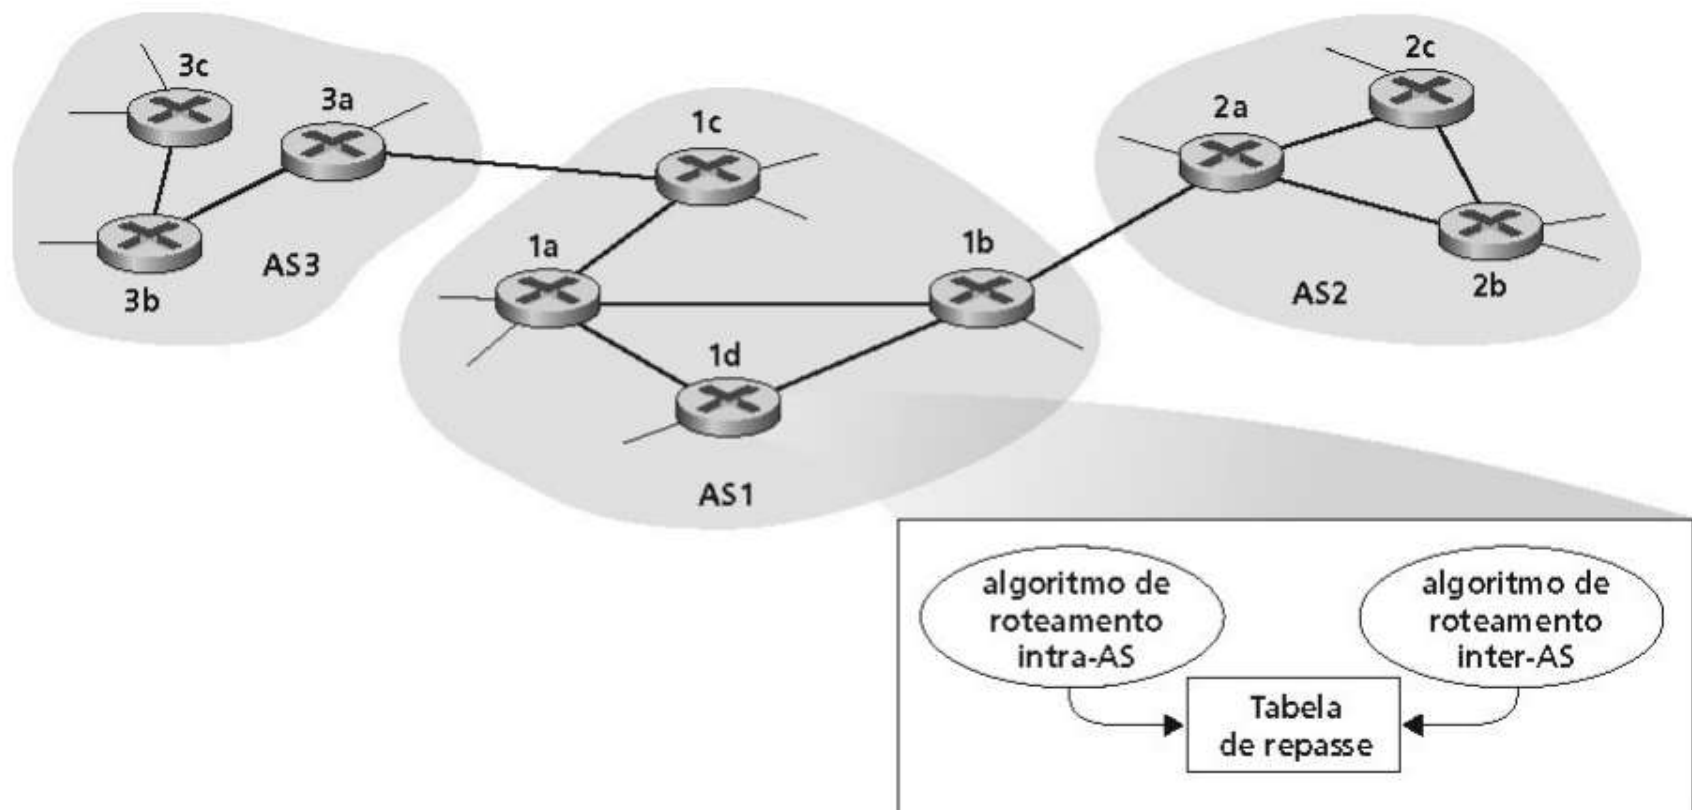 3c
3a
3b
AS3
1c
1a
1b
1d
AS1
2c
2a
2b
AS2
algoritmo de
roteamento
intra-AS
algoritmo de
roteamento
inter-AS
Tabela
de repasse